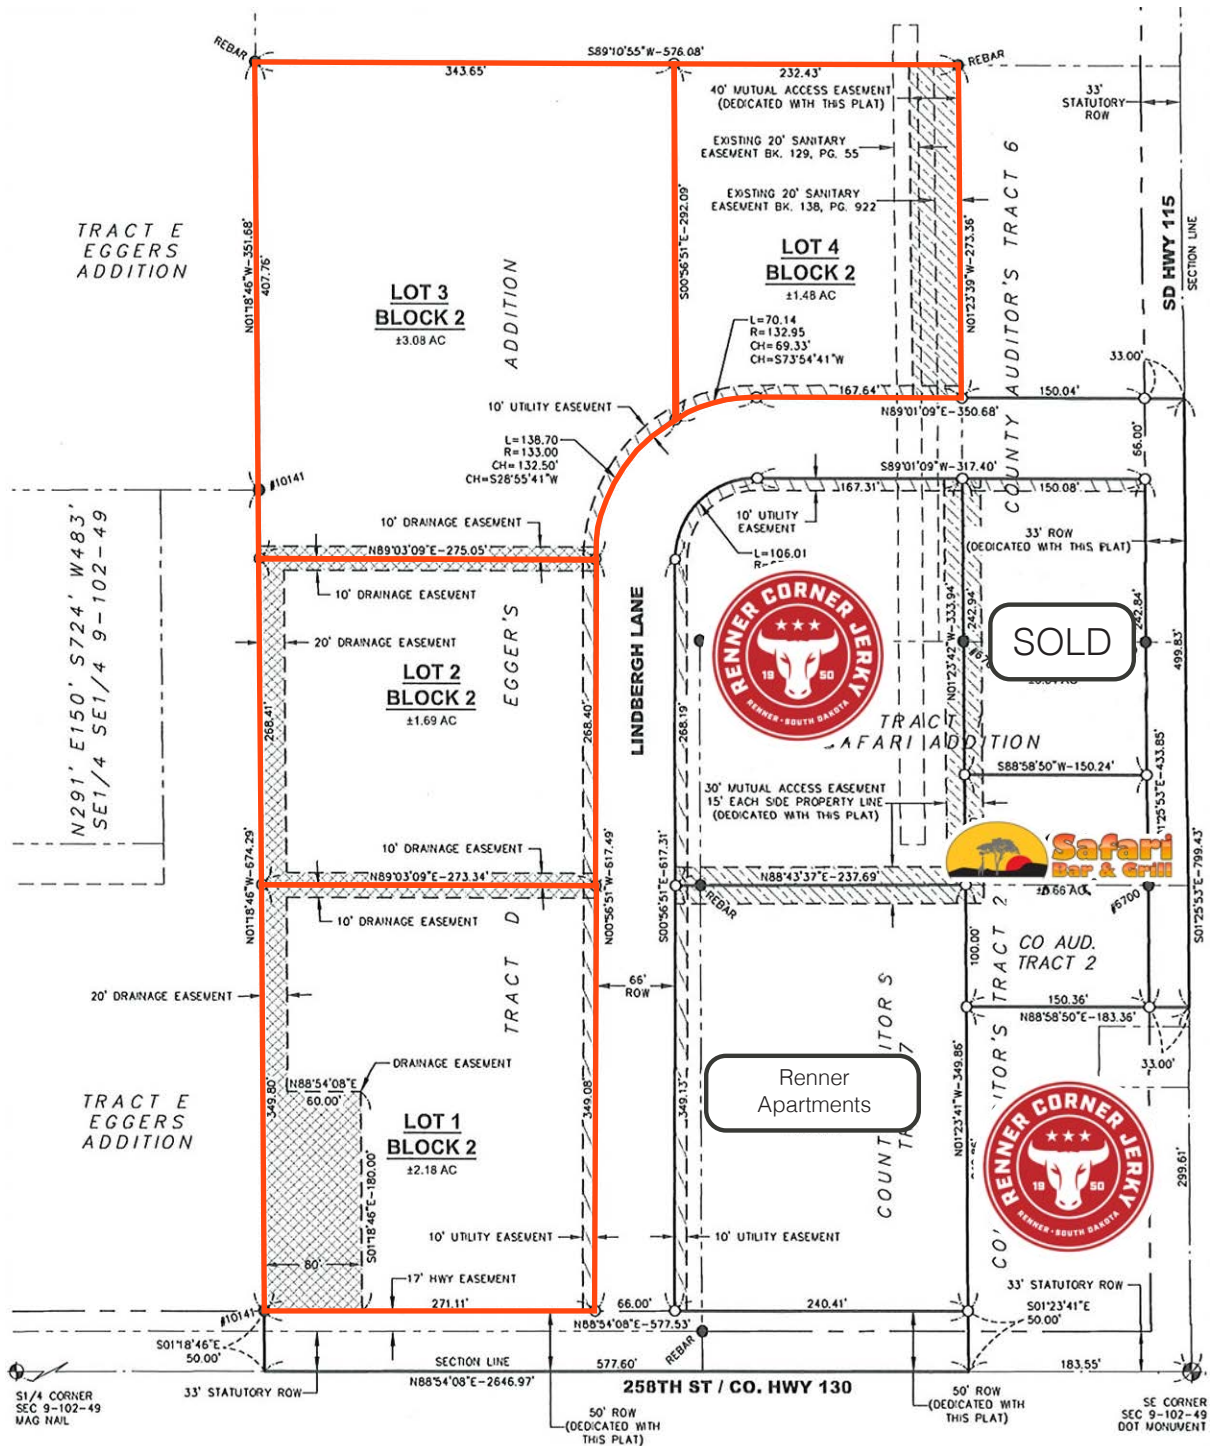 REBAR
S89°10'55"W-576.08'
REBAR
343.65'
232.43'
40' MUTUAL ACCESS EASEMENT
(DEDICATED WITH THIS PLAT)
33'
STATUTORY
ROW
EXISTING 20' SANITARY
EASEMENT BK. 129, PG. 55
EXISTING 20' SANITARY
EASEMENT BK. 138, PG. 922
COUNTY AUDITOR'S TRACT 6
SD HWY 115
SECTION LINE
TRACT E
EGGERS
ADDITION
N01°18'46"W-351.68'
407.76'
S00°56'51"E-292.09'
N01°23'39"W-273.36'
LOT 4
BLOCK 2
±1.48 AC
LOT 3
BLOCK 2
±3.08 AC
ADDITION
L=70.14
R=132.95
CH=69.33'
CH=S73°54'41"W
33.00'
167.64'
150.04'
N89°01'09"E-350.68'
10' UTILITY EASEMENT
L=138.70
R=133.00
CH=132.50'
CH=S28°55'41"W
66.00'
S89°01'09"W-317.40'
167.31'
150.08'
#10141
10' UTILITY
EASEMENT
10' DRAINAGE EASEMENT
N89°03'09"E-275.05'
33' ROW
(DEDICATED WITH THIS PLAT)
L=106.01
N291' E150' S724' W483'
SE1/4 SE1/4 9-102-49
10' DRAINAGE EASEMENT
20' DRAINAGE EASEMENT
EGGER'S
LINDBERGH LANE
RENNER CORNER JERKY
19 50
RENNER · SOUTH DAKOTA
N01°23'42"W-333.94'
242.94'
SOLD
242.84'
499.83'
LOT 2
BLOCK 2
±1.69 AC
268.41'
268.40'
268.19'
TRACT
SAFARI ADDITION
S88°58'50"W-150.24'
30' MUTUAL ACCESS EASEMENT
15' EACH SIDE PROPERTY LINE
(DEDICATED WITH THIS PLAT)
S01°25'53"E-799.43'
10' DRAINAGE EASEMENT
N89°03'09"E-273.34'
N88°43'37"E-237.69'
Safari
Bar & Grill
REBAR
#6700
N01°18'46"W-674.29'
N00°56'51"W-617.49'
S00°56'51"E-617.31'
10' DRAINAGE EASEMENT
TRACT D
100.00'
CO AUD.
TRACT 2
20' DRAINAGE EASEMENT
66'
ROW
150.36'
N88°58'50"E-183.36'
33.00'
DRAINAGE EASEMENT
N88°54'08"E
60.00'
349.80'
349.08'
349.13'
N01°23'41"W-349.86'
Renner
Apartments
TRACT E
EGGERS
ADDITION
LOT 1
BLOCK 2
±2.18 AC
S01°18'46"E-180.00'
RENNER CORNER JERKY
19 50
RENNER · SOUTH DAKOTA
299.61'
10' UTILITY EASEMENT
10' UTILITY EASEMENT
80'
17' HWY EASEMENT
33' STATUTORY ROW
#10141
271.11'
66.00'
240.41'
S01°23'41"E
50.00'
N88°54'08"E-577.53'
S01°18'46"E
50.00'
REBAR
SECTION LINE
577.60'
183.55'
N88°54'08"E-2646.97'
258TH ST / CO. HWY 130
S1/4 CORNER
SEC 9-102-49
MAG NAIL
33' STATUTORY ROW
50' ROW
(DEDICATED WITH
THIS PLAT)
50' ROW
(DEDICATED WITH
THIS PLAT)
SE CORNER
SEC 9-102-49
DOT MONUMENT